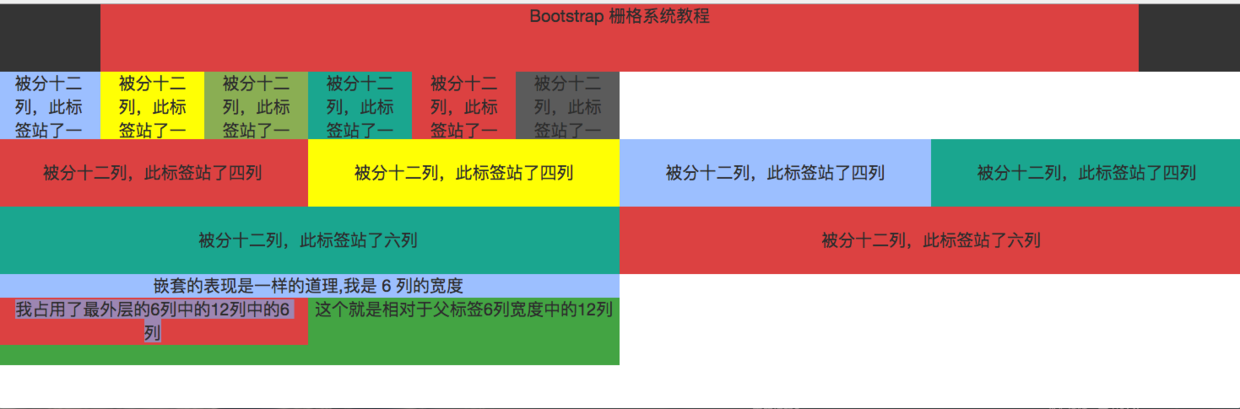 Bootstrap 栅格系统教程
被分十二 被分十二 被分十二 被分十二 被分十二 被分十二
列，此标 列，此标 列，此标 列，此标 列，此标 列，此标
签站了一 签站了一 签站了一 签站了一 签站了一 签站了一
被分十二列，此标签站了四列 被分十二列，此标签站了四列 被分十二列，此标签站了四列 被分十二列，此标签站了四列
被分十二列，此标签站了六列 被分十二列，此标签站了六列
嵌套的表现是一样的道理,我是 6 列的宽度
我占用了最外层的6列中的12列中的6 这个就是相对于父标签6列宽度中的12列
列